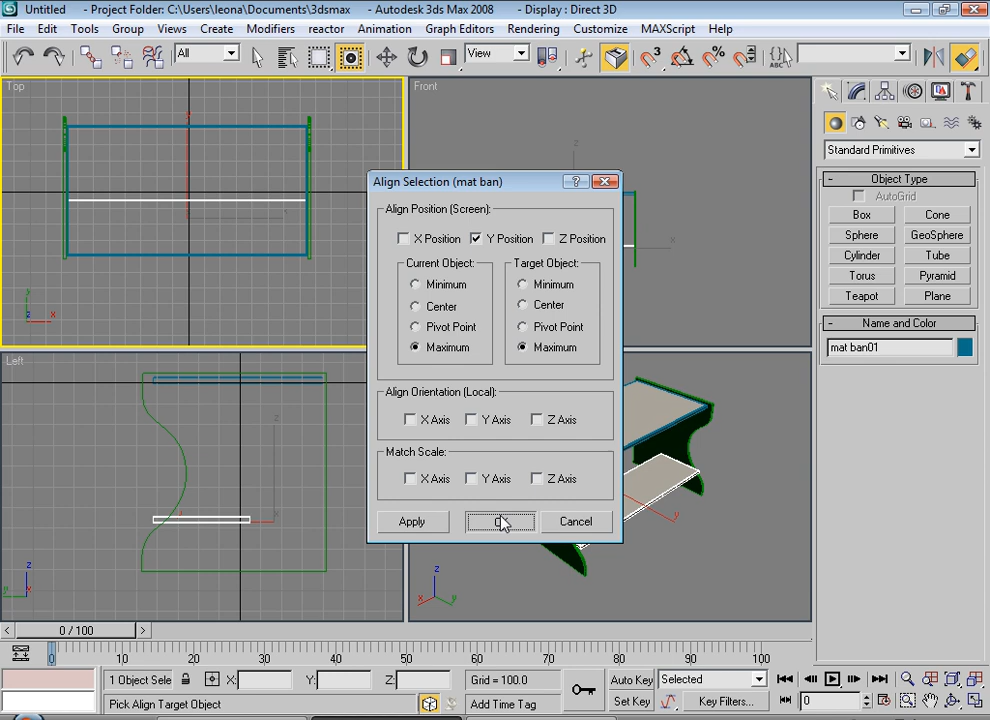 Untitled - Project Folder: C:\Users\leona\Documents\3dsmax - Autodesk 3ds Max 2008 - Display : Direct 3D
File Edit Tools Group Views Create Modifiers reactor Animation Graph Editors Rendering Customize MAXScript Help
All View
Top
Front
Standard Primitives
Object Type
AutoGrid
Box Cone
Sphere GeoSphere
Cylinder Tube
Torus Pyramid
Teapot Plane
Name and Color
mat ban01
Align Selection (mat ban)
Align Position (Screen):
X Position Y Position Z Position
Current Object: Target Object:
Minimum Minimum
Center Center
Pivot Point Pivot Point
Maximum Maximum
Align Orientation (Local):
X Axis Y Axis Z Axis
Match Scale:
X Axis Y Axis Z Axis
Apply Cancel
Left
0 / 100
0 10 20 30 40 50 60 70 80 90 100
1 Object Sele X: Y: Z: Grid = 100.0 Auto Key Selected
Pick Align Target Object Add Time Tag Set Key Key Filters... 0